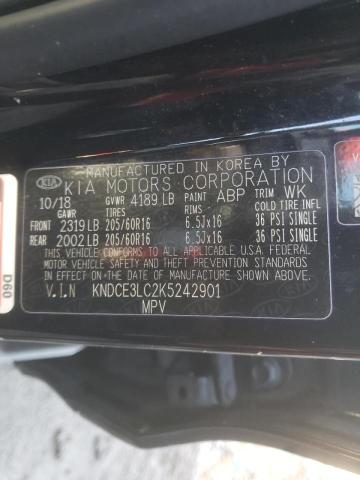 MANUFACTURED IN KOREA BY
KIA KIA MOTORS CORPORATION
10/18 GVWR 4189 LB PAINT ABP TRIM WK
GAWR TIRES RIMS COLD TIRE INFL
FRONT 2319 LB 205/60R16 6.5JX16 36 PSI SINGLE
REAR 2002 LB 205/60R16 6.5JX16 36 PSI SINGLE
THIS VEHICLE CONFORMS TO ALL APPLICABLE U.S.A.
FEDERAL MOTOR VEHICLE SAFETY AND THEFT PREVENTION
STANDARDS IN EFFECT ON THE DATE OF MANUFACTURE
SHOWN ABOVE.
V.I.N KNDCE3LC2K5242901
MPV
D60